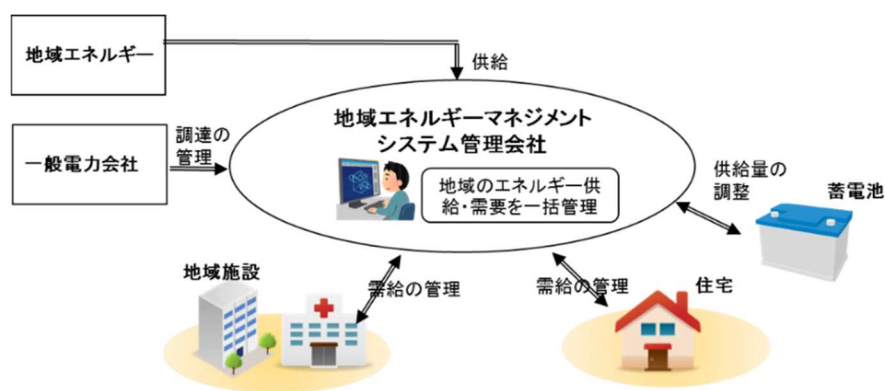 地域エネルギー
供給
地域エネルギーマネジメント
システム管理会社
一般電力会社
調達の
管理
地域のエネルギー供
給・需要を一括管理
供給量の
調整
蓄電池
地域施設
需給の管理
需給の管理
住宅